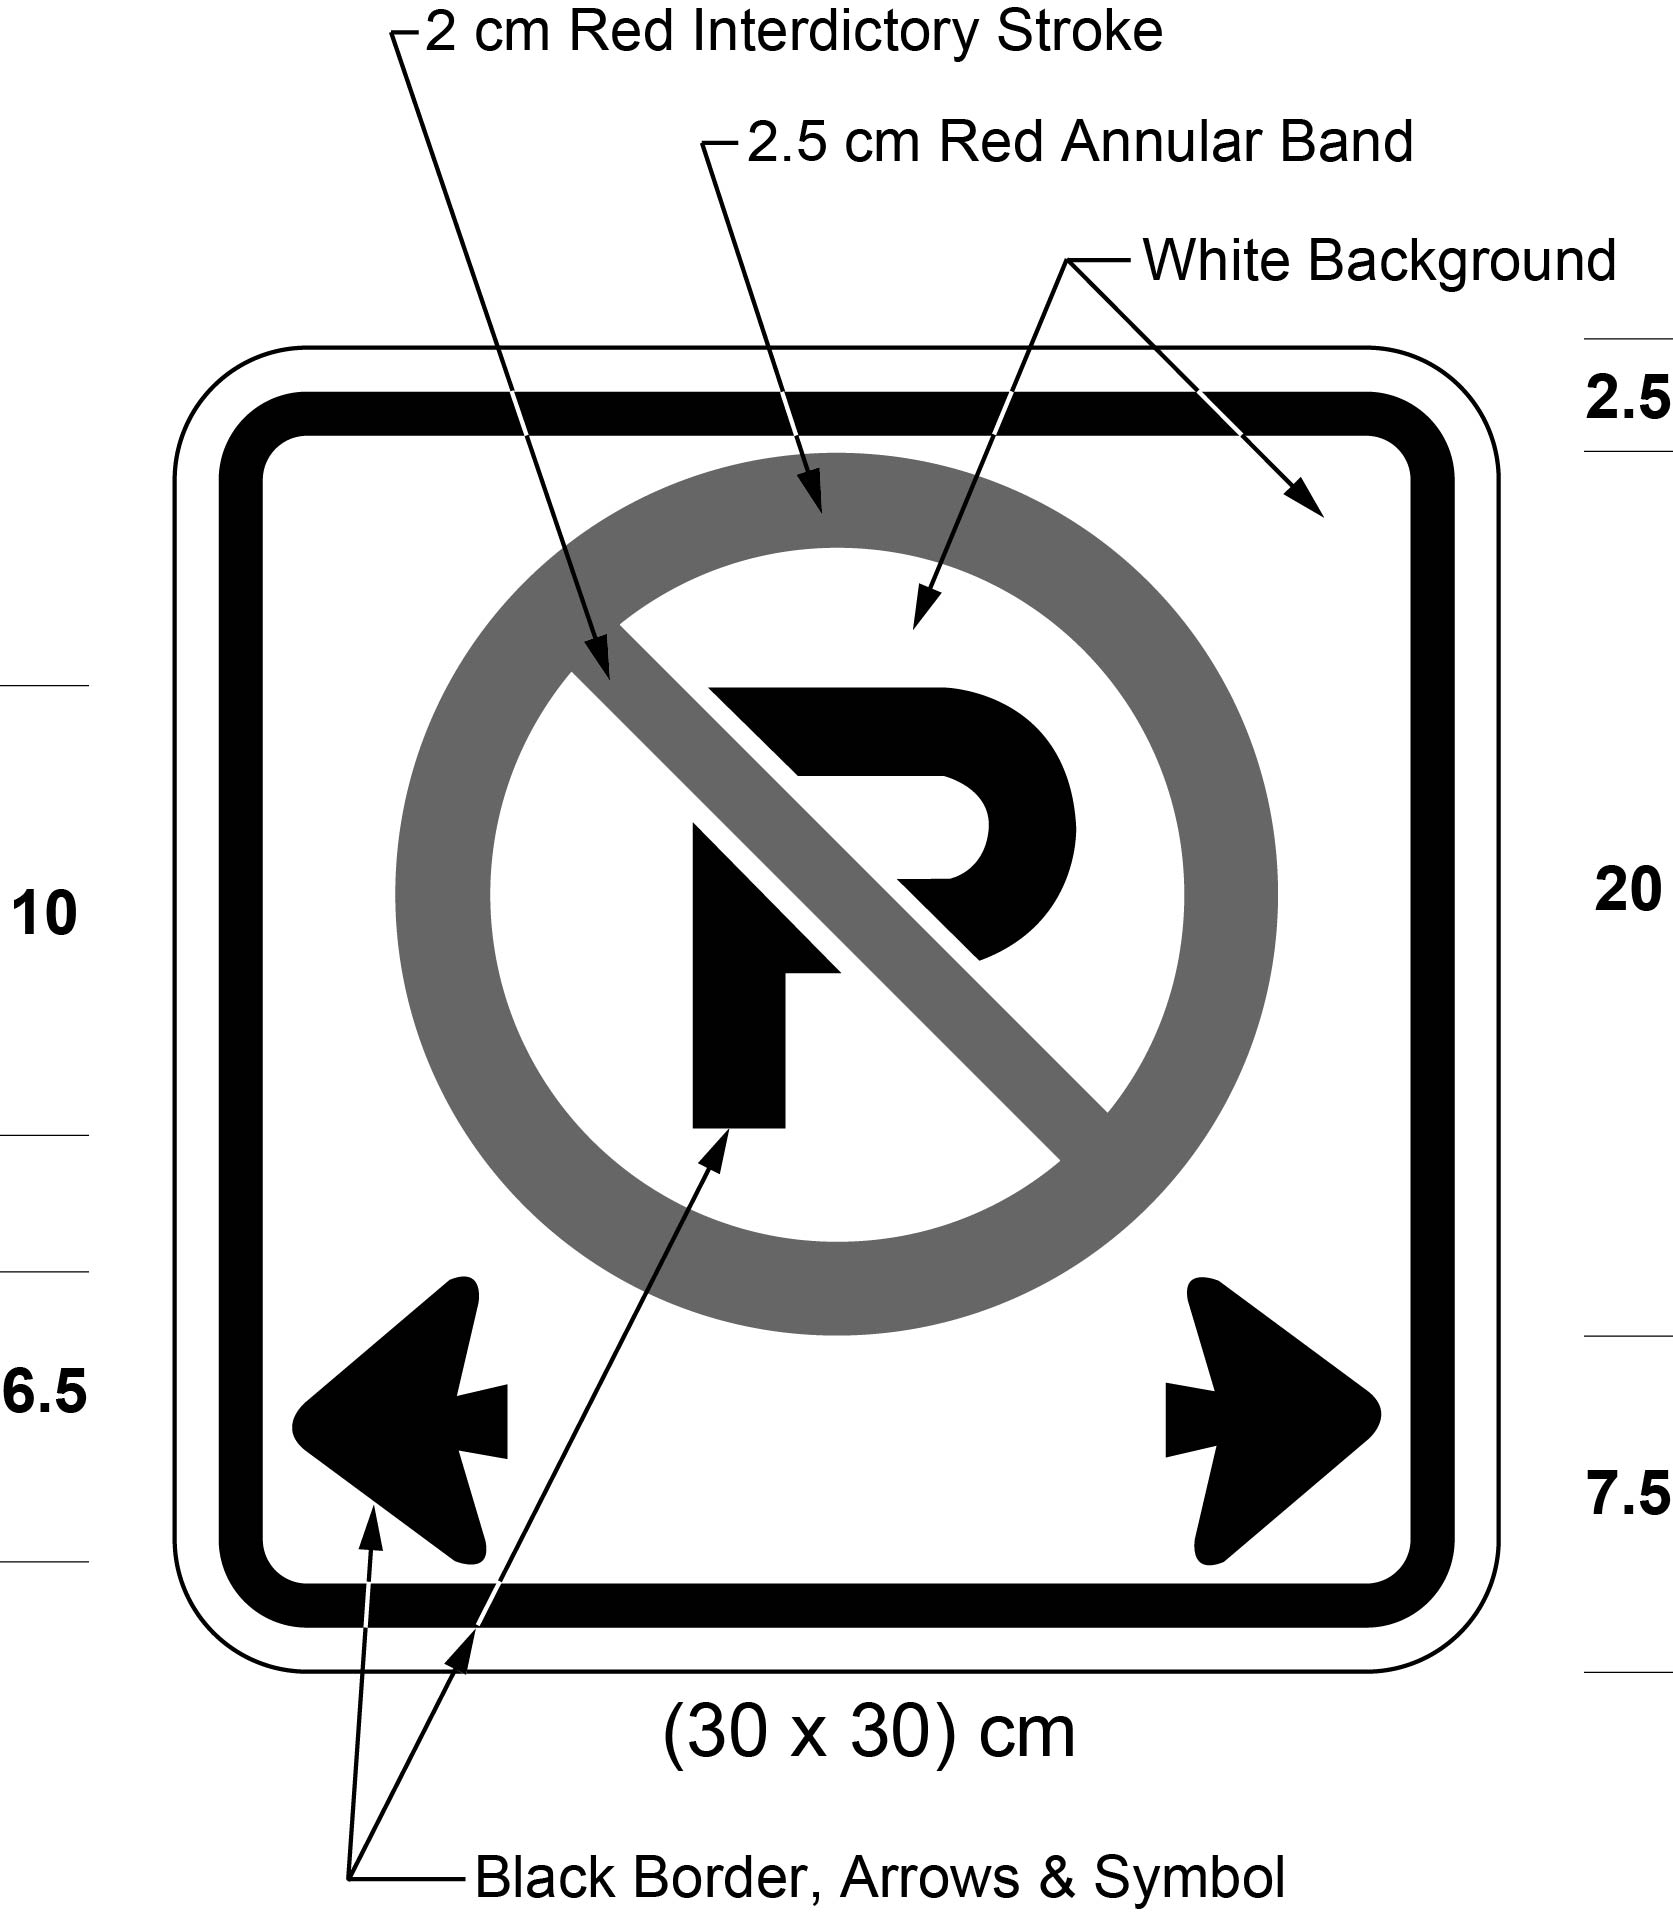 2 cm Red Interdictory Stroke
2.5 cm Red Annular Band
White Background
2.5
10
20
6.5
7.5
P
(30 x 30) cm
Black Border, Arrows & Symbol